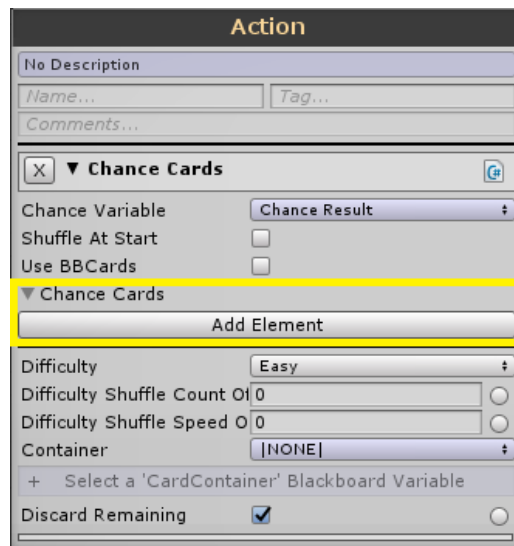 Action
No Description
Name... Tag...
Comments...
X ▼ Chance Cards C#
Chance Variable Chance Result
Shuffle At Start
Use BBCards
▼ Chance Cards
Add Element
Difficulty Easy
Difficulty Shuffle Count Of 0
Difficulty Shuffle Speed O 0
Container |NONE|
+ Select a 'CardContainer' Blackboard Variable
Discard Remaining